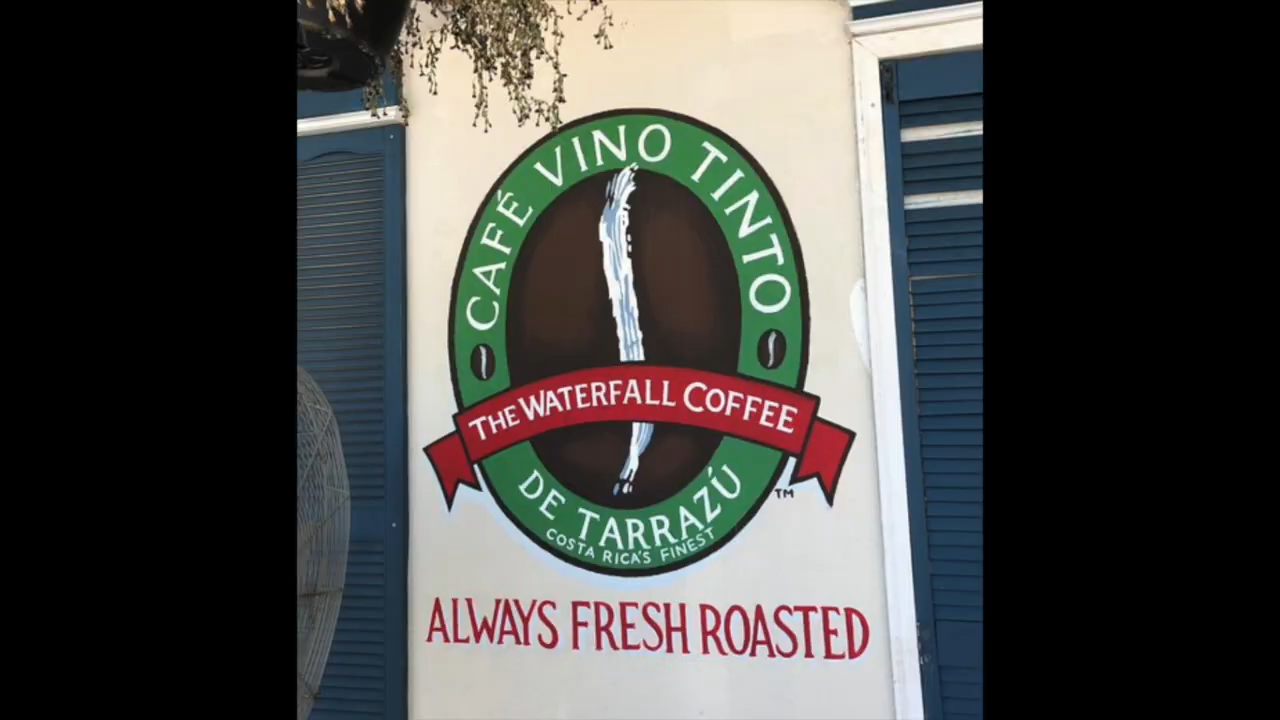 CAFÉ VINO TINTO
THE WATERFALL COFFEE
DE TARRAZÚ
TM
COSTA RICA'S FINEST
ALWAYS FRESH ROASTED